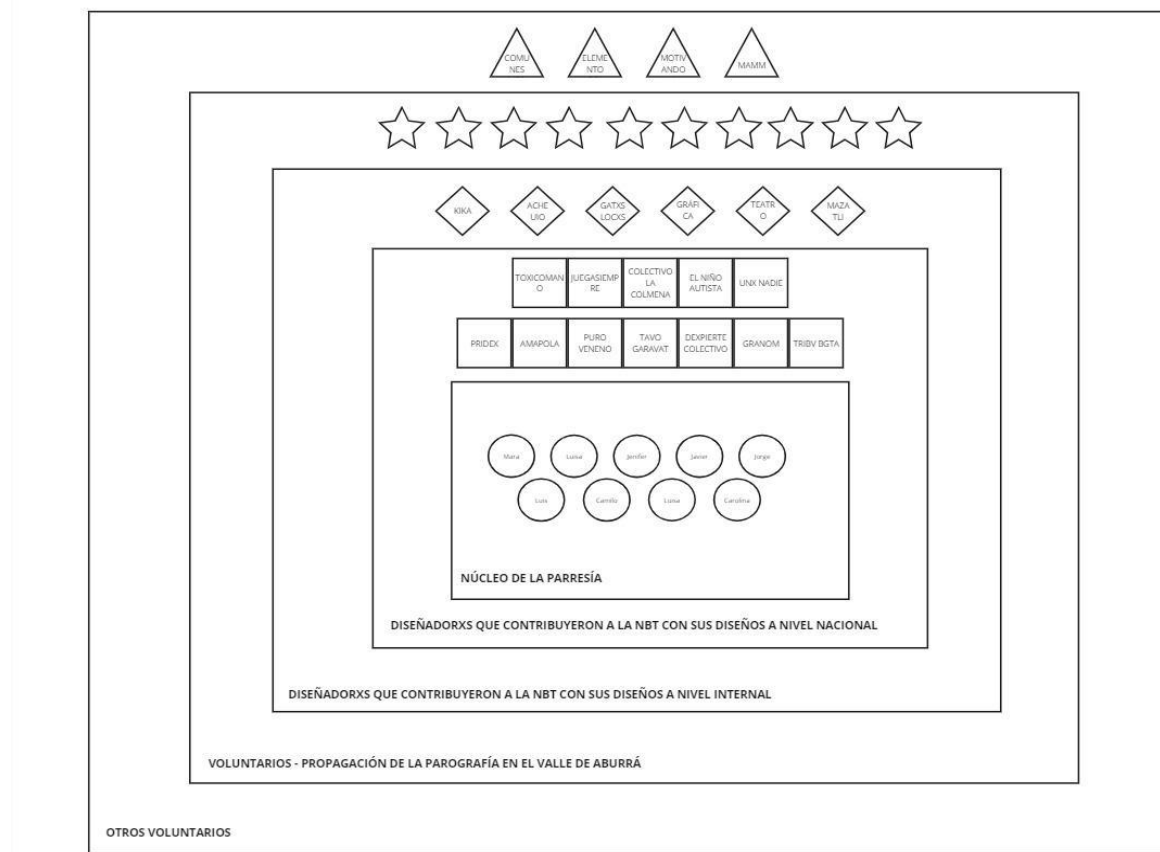 COMU
NES
ELEME
NTO
MOTIV
ANDO
MAMM
KIKA
ACHE
UIO
GATXS
LOCXS
GRÁFI
CA
TEATR
O
MAZA
TLI
TOXICOMAN
O
JUEGASIEMP
RE
COLECTIVO
LA
COLMENA
EL NIÑO
AUTISTA
UNX NADIE
PRIDEX
AMAPOLA
PURO
VENENO
TAVO
GARAVAT
DEXPIERTE
COLECTIVO
GRANOM
TRIBV BGTA
Mara
Luisa
Jenifer
Javier
Jorge
Luis
Camilo
Luisa
Carolina
NÚCLEO DE LA PARRESÍA
DISEÑADORXS QUE CONTRIBUYERON A LA NBT CON SUS DISEÑOS A NIVEL NACIONAL
DISEÑADORXS QUE CONTRIBUYERON A LA NBT CON SUS DISEÑOS A NIVEL INTERNAL
VOLUNTARIOS - PROPAGACIÓN DE LA PAROGRAFÍA EN EL VALLE DE ABURRÁ
OTROS VOLUNTARIOS